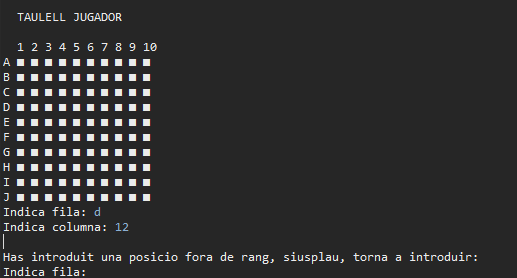 TAULELL JUGADOR
1 2 3 4 5 6 7 8 9 10
A ■ ■ ■ ■ ■ ■ ■ ■ ■ ■
B ■ ■ ■ ■ ■ ■ ■ ■ ■ ■
C ■ ■ ■ ■ ■ ■ ■ ■ ■ ■
D ■ ■ ■ ■ ■ ■ ■ ■ ■ ■
E ■ ■ ■ ■ ■ ■ ■ ■ ■ ■
F ■ ■ ■ ■ ■ ■ ■ ■ ■ ■
G ■ ■ ■ ■ ■ ■ ■ ■ ■ ■
H ■ ■ ■ ■ ■ ■ ■ ■ ■ ■
I ■ ■ ■ ■ ■ ■ ■ ■ ■ ■
J ■ ■ ■ ■ ■ ■ ■ ■ ■ ■
Indica fila: d
Indica columna: 12
Has introduit una posicio fora de rang, siusplau, torna a introduir:
Indica fila: